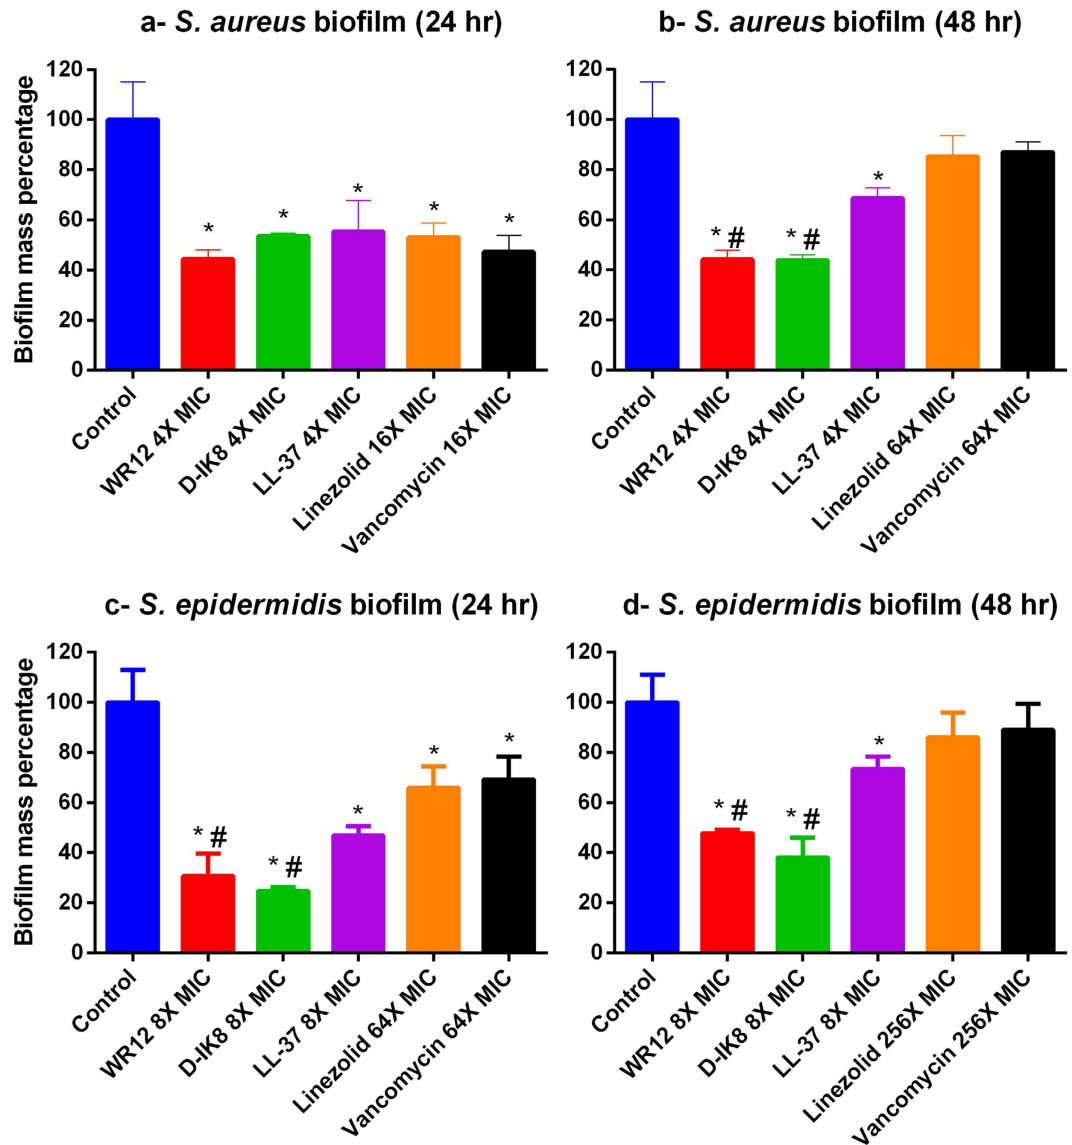 a- S. aureus biofilm (24 hr)
Biofilm mass percentage
120
100
80
60
40
20
0
*
*
*
*
*
Control
WR12 4X MIC
D-IK8 4X MIC
LL-37 4X MIC
Linezolid 16X MIC
Vancomycin 16X MIC
b- S. aureus biofilm (48 hr)
120
100
80
60
40
20
0
* #
* #
*
Control
WR12 4X MIC
D-IK8 4X MIC
LL-37 4X MIC
Linezolid 64X MIC
Vancomycin 64X MIC
c- S. epidermidis biofilm (24 hr)
Biofilm mass percentage
120
100
80
60
40
20
0
* #
* #
*
*
*
Control
WR12 8X MIC
D-IK8 8X MIC
LL-37 8X MIC
Linezolid 64X MIC
Vancomycin 64X MIC
d- S. epidermidis biofilm (48 hr)
120
100
80
60
40
20
0
* #
* #
*
Control
WR12 8X MIC
D-IK8 8X MIC
LL-37 8X MIC
Linezolid 256X MIC
Vancomycin 256X MIC